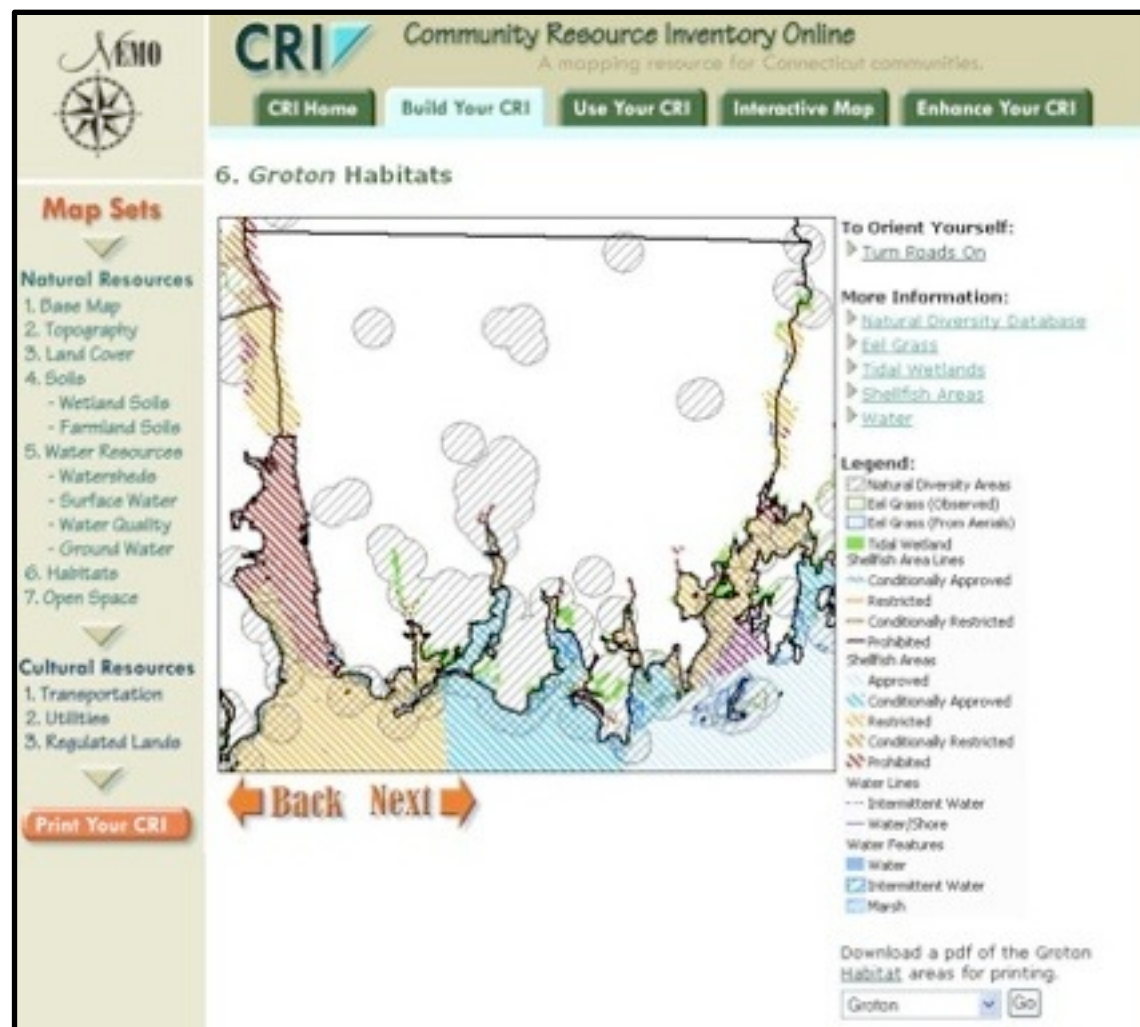 NEMO
CRI
Community Resource Inventory Online
A mapping resource for Connecticut communities.
CRI Home
Build Your CRI
Use Your CRI
Interactive Map
Enhance Your CRI
Map Sets
Natural Resources
1. Base Map
2. Topography
3. Land Cover
4. Soils
- Wetland Soils
- Farmland Soils
5. Water Resources
- Watersheds
- Surface Water
- Water Quality
- Ground Water
6. Habitats
7. Open Space
Cultural Resources
1. Transportation
2. Utilities
3. Regulated Lands
Print Your CRI
6. Groton Habitats
Back Next
To Orient Yourself:
Turn Roads On
More Information:
Natural Diversity Database
Eel Grass
Tidal Wetlands
Shellfish Areas
Water
Legend:
Natural Diversity Areas
Eel Grass (Observed)
Eel Grass (From Aerials)
Tidal Wetland
Shellfish Area Lines
Conditionally Approved
Restricted
Conditionally Restricted
Prohibited
Shellfish Areas
Approved
Conditionally Approved
Restricted
Conditionally Restricted
Prohibited
Water Lines
Intermittent Water
Water/Shore
Water Features
Water
Intermittent Water
Marsh
Download a pdf of the Groton
Habitat areas for printing.
Groton
Go